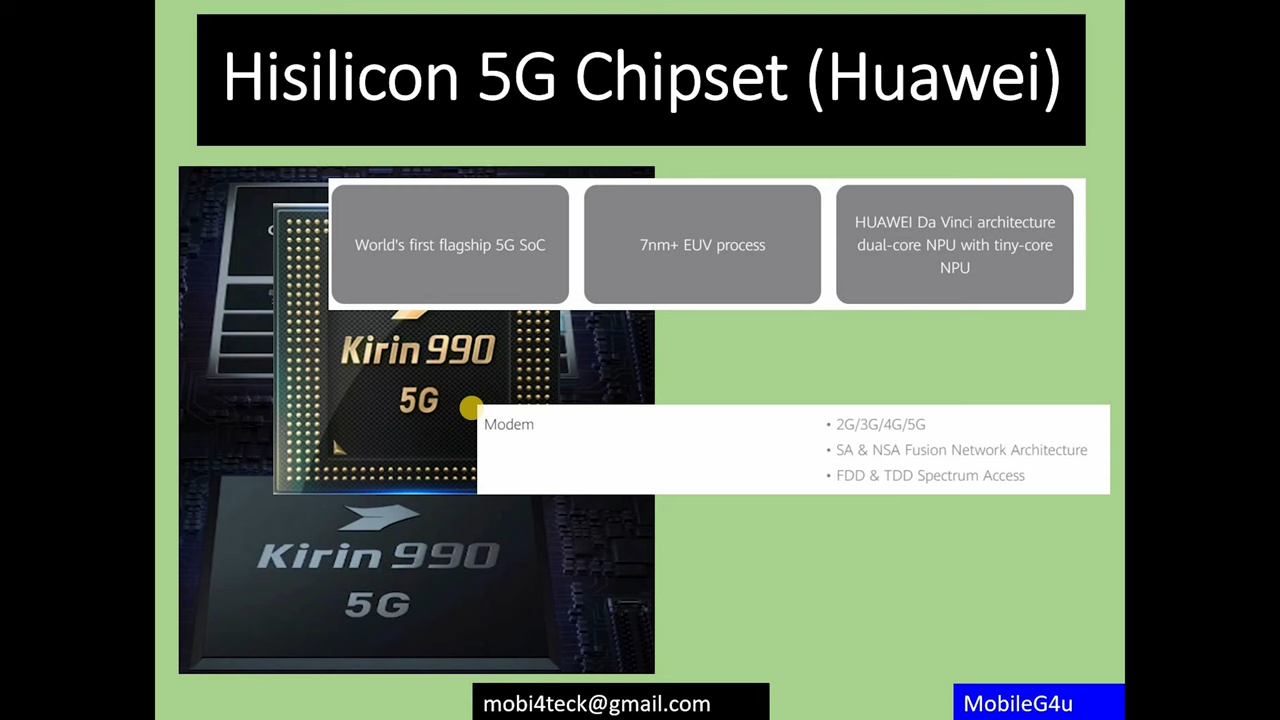 Hisilicon 5G Chipset (Huawei)
World's first flagship 5G SoC
7nm+ EUV process
HUAWEI Da Vinci architecture
dual-core NPU with tiny-core
NPU
Kirin 990
5G
Modem
• 2G/3G/4G/5G
• SA & NSA Fusion Network Architecture
• FDD & TDD Spectrum Access
Kirin 990
5G
mobi4teck@gmail.com
MobileG4u